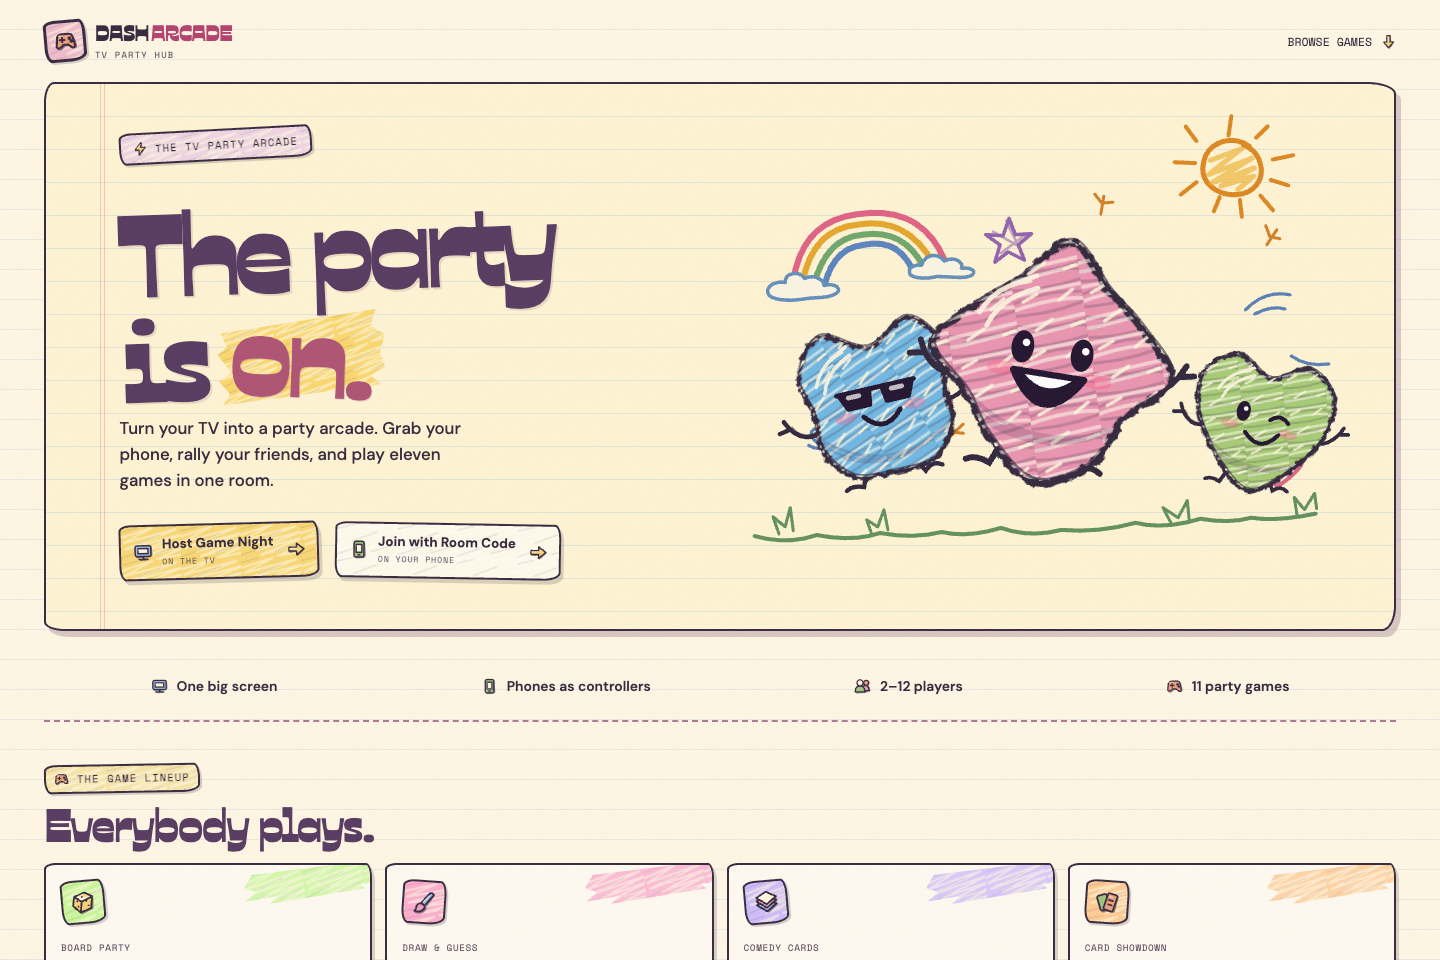 DASH ARCADE
TV PARTY HUB
BROWSE GAMES
THE TV PARTY ARCADE
The party
is on.
Turn your TV into a party arcade. Grab your
phone, rally your friends, and play eleven
games in one room.
Host Game Night
ON THE TV
Join with Room Code
ON YOUR PHONE
One big screen
Phones as controllers
2–12 players
11 party games
THE GAME LINEUP
Everybody plays.
BOARD PARTY
DRAW & GUESS
COMEDY CARDS
CARD SHOWDOWN